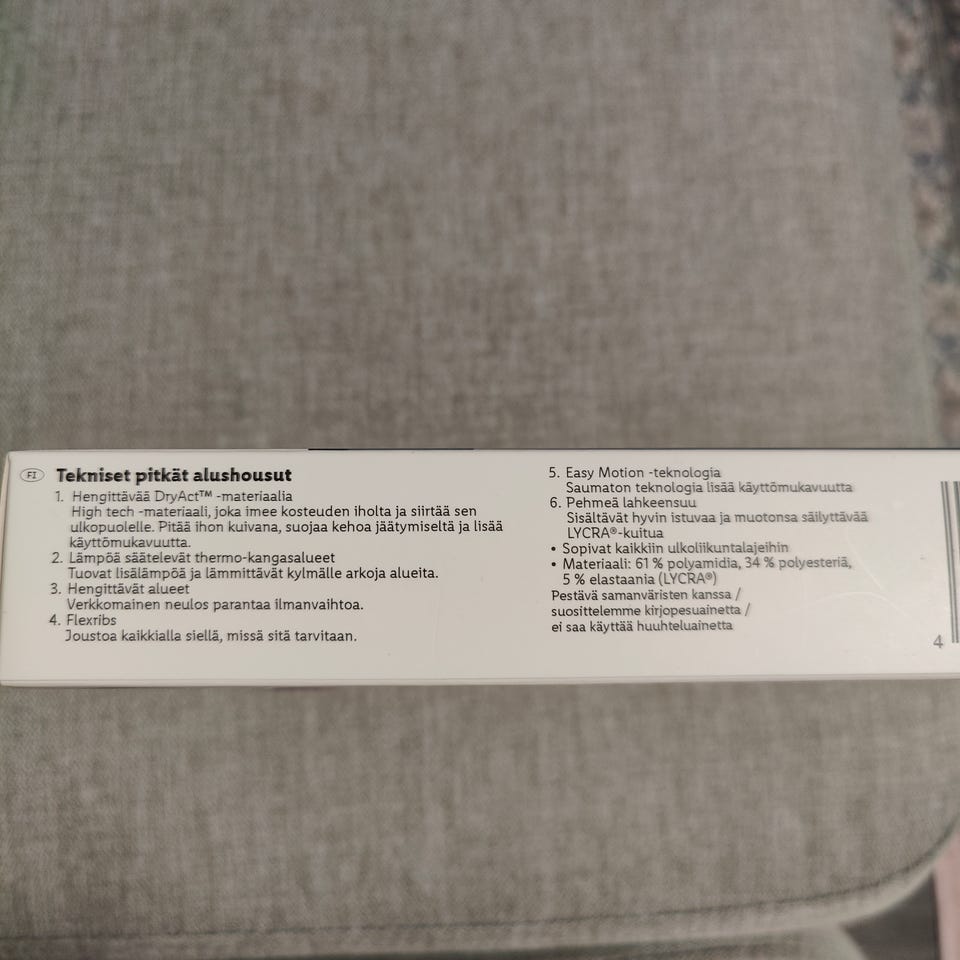 FI Tekniset pitkät alushousut
1. Hengittävää DryAct™ -materiaalia
High tech -materiaali, joka imee kosteuden iholta ja siirtää sen
ulkopuolelle. Pitää ihon kuivana, suojaa kehoa jäätymiseltä ja lisää
käyttömukavuutta.
2. Lämpöä säätelevät thermo-kangasalueet
Tuovat lisälämpöä ja lämmittävät kylmälle arkoja alueita.
3. Hengittävät alueet
Verkkomainen neulos parantaa ilmanvaihtoa.
4. Flexribs
Joustoa kaikkialla siellä, missä sitä tarvitaan.
5. Easy Motion -teknologia
Saumaton teknologia lisää käyttömukavuutta
6. Pehmeä lahkeensuu
Sisältävät hyvin istuvaa ja muotonsa säilyttävää
LYCRA®-kuitua
• Sopivat kaikkiin ulkoliikuntalajeihin
• Materiaali: 61 % polyamidia, 34 % polyesteriä,
5 % elastaania (LYCRA®)
Pestävä samanväristen kanssa /
suosittelemme kirjopesuainetta /
ei saa käyttää huuhteluainetta
4